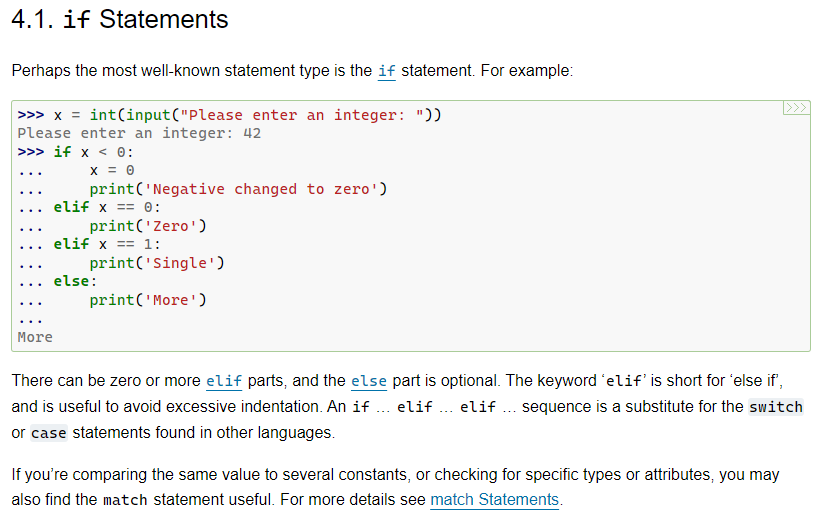 4.1. if Statements
Perhaps the most well-known statement type is the if statement. For example:
>>>
>>> x = int(input("Please enter an integer: "))
Please enter an integer: 42
>>> if x < 0:
...     x = 0
...     print('Negative changed to zero')
... elif x == 0:
...     print('Zero')
... elif x == 1:
...     print('Single')
... else:
...     print('More')
...
More
There can be zero or more elif parts, and the else part is optional. The keyword ‘elif’ is short for ‘else if’,
and is useful to avoid excessive indentation. An if … elif … elif … sequence is a substitute for the switch
or case statements found in other languages.
If you’re comparing the same value to several constants, or checking for specific types or attributes, you may
also find the match statement useful. For more details see match Statements.